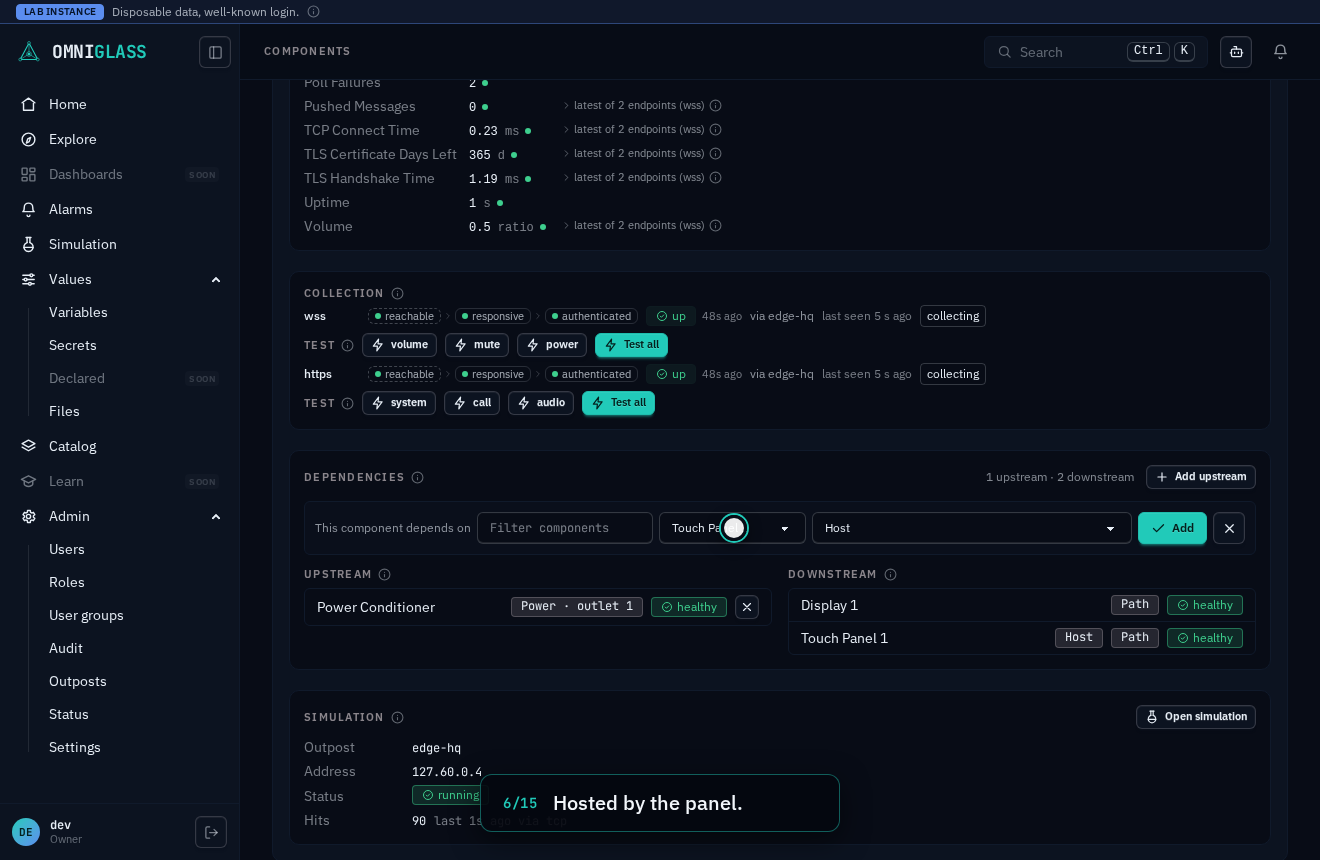 LAB INSTANCE Disposable data, well-known login.
OMNIGLASS
COMPONENTS
Search Ctrl K
Home
Explore
Dashboards SOON
Alarms
Simulation
Values
Variables
Secrets
Declared SOON
Files
Catalog
Learn SOON
Admin
Users
Roles
User groups
Audit
Outposts
Status
Settings
DE dev
Owner
Poll Failures 2
Pushed Messages 0 latest of 2 endpoints (wss)
TCP Connect Time 0.23 ms latest of 2 endpoints (wss)
TLS Certificate Days Left 365 d latest of 2 endpoints (wss)
TLS Handshake Time 1.19 ms latest of 2 endpoints (wss)
Uptime 1 s
Volume 0.5 ratio latest of 2 endpoints (wss)
COLLECTION
wss reachable responsive authenticated up 48s ago via edge-hq last seen 5 s ago collecting
TEST volume mute power Test all
https reachable responsive authenticated up 48s ago via edge-hq last seen 5 s ago collecting
TEST system call audio Test all
DEPENDENCIES 1 upstream · 2 downstream Add upstream
This component depends on Filter components Touch Host Add
UPSTREAM
Power Conditioner Power · outlet 1 healthy
DOWNSTREAM
Display 1 Path healthy
Touch Panel 1 Host Path healthy
SIMULATION Open simulation
Outpost edge-hq
Address 127.60.0.4
Status running
Hits 90 last 1s ago via tcp
6/15 Hosted by the panel.